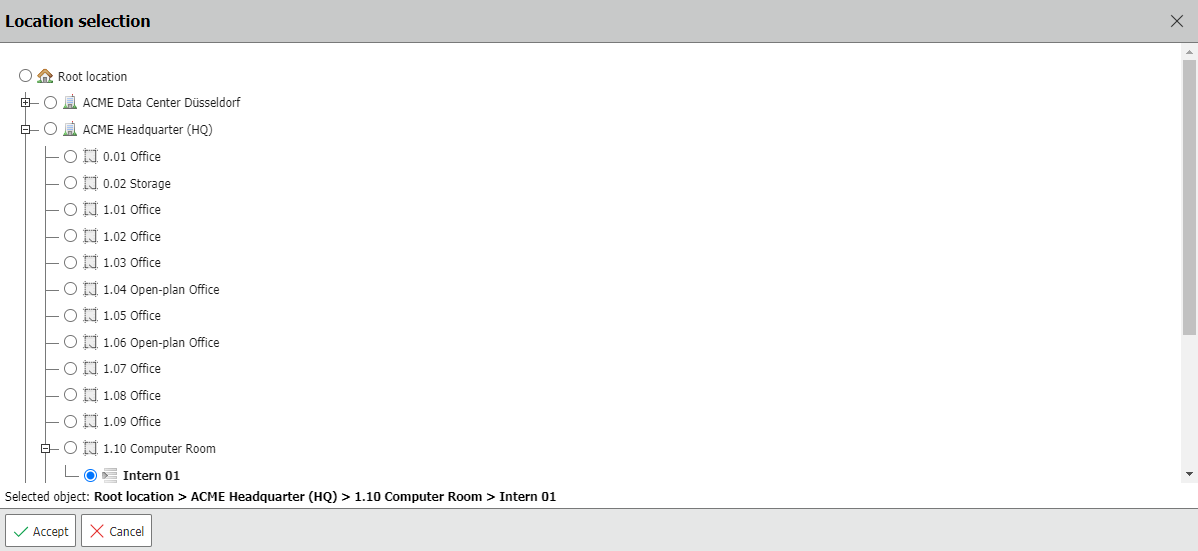 Location selection
Root location
ACME Data Center Düsseldorf
ACME Headquarter (HQ)
0.01 Office
0.02 Storage
1.01 Office
1.02 Office
1.03 Office
1.04 Open-plan Office
1.05 Office
1.06 Open-plan Office
1.07 Office
1.08 Office
1.09 Office
1.10 Computer Room
Intern 01
Selected object: Root location > ACME Headquarter (HQ) > 1.10 Computer Room > Intern 01
Accept Cancel